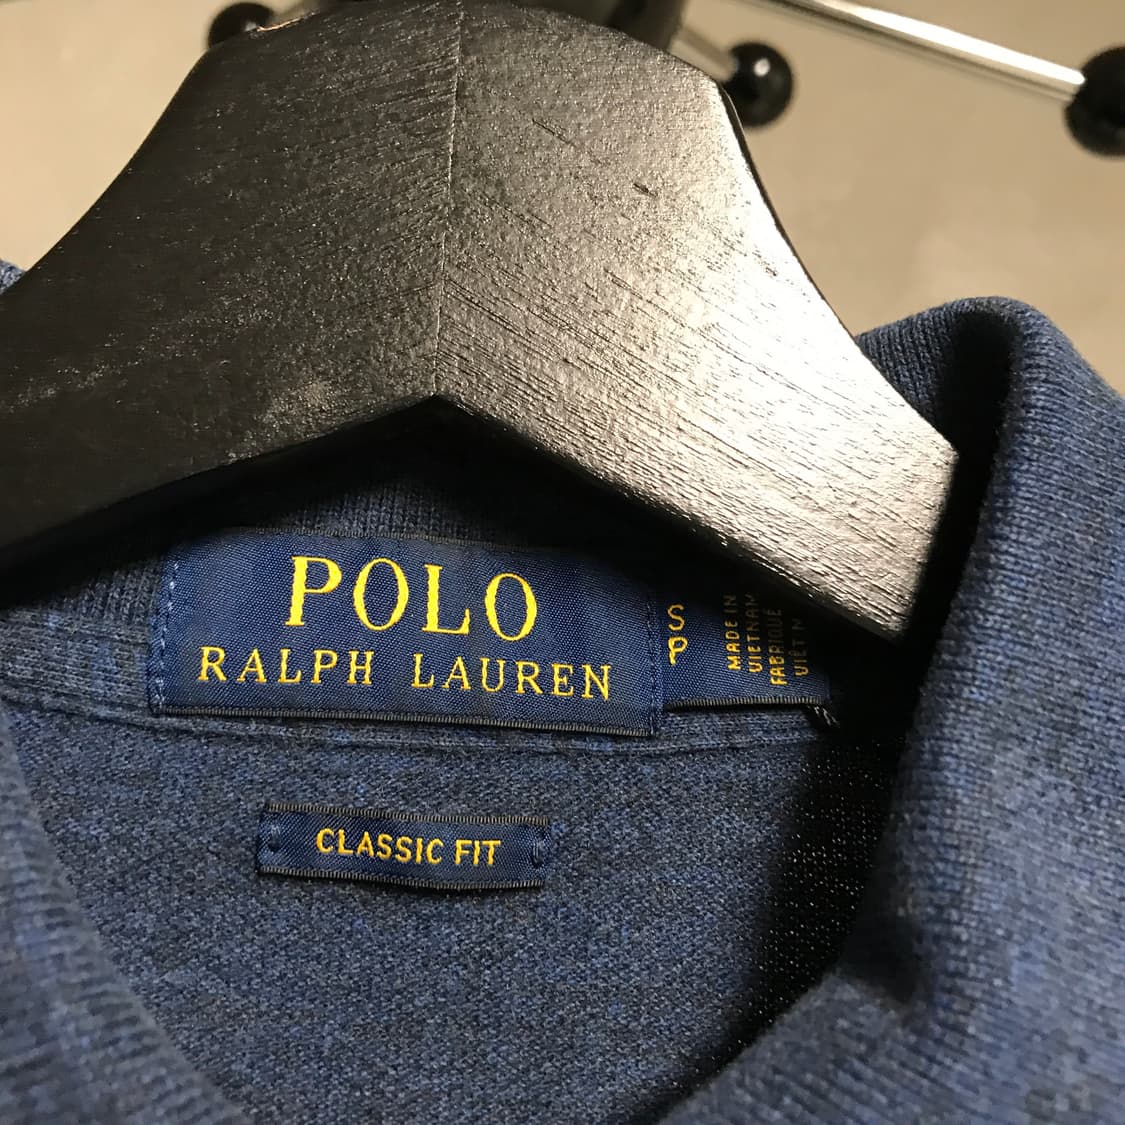 POLO
RALPH LAUREN
S
P
MADE IN
VIETNAM
FABRIQUÉ
CLASSIC FIT